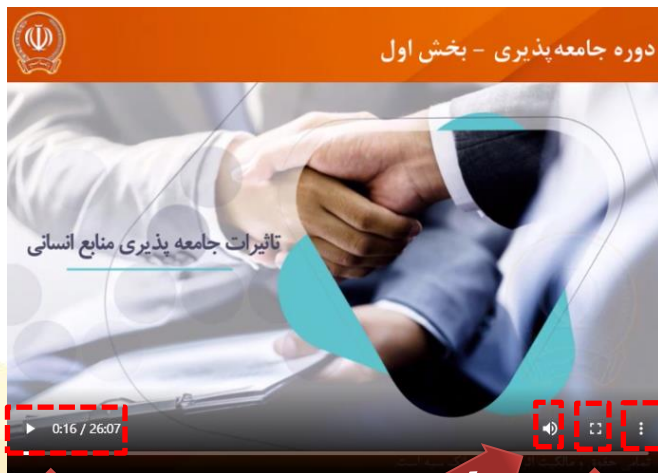 دوره جامعه‌پذیری – بخش اول
تاثیرات جامعه پذیری منابع انسانی
0:16 / 26:07